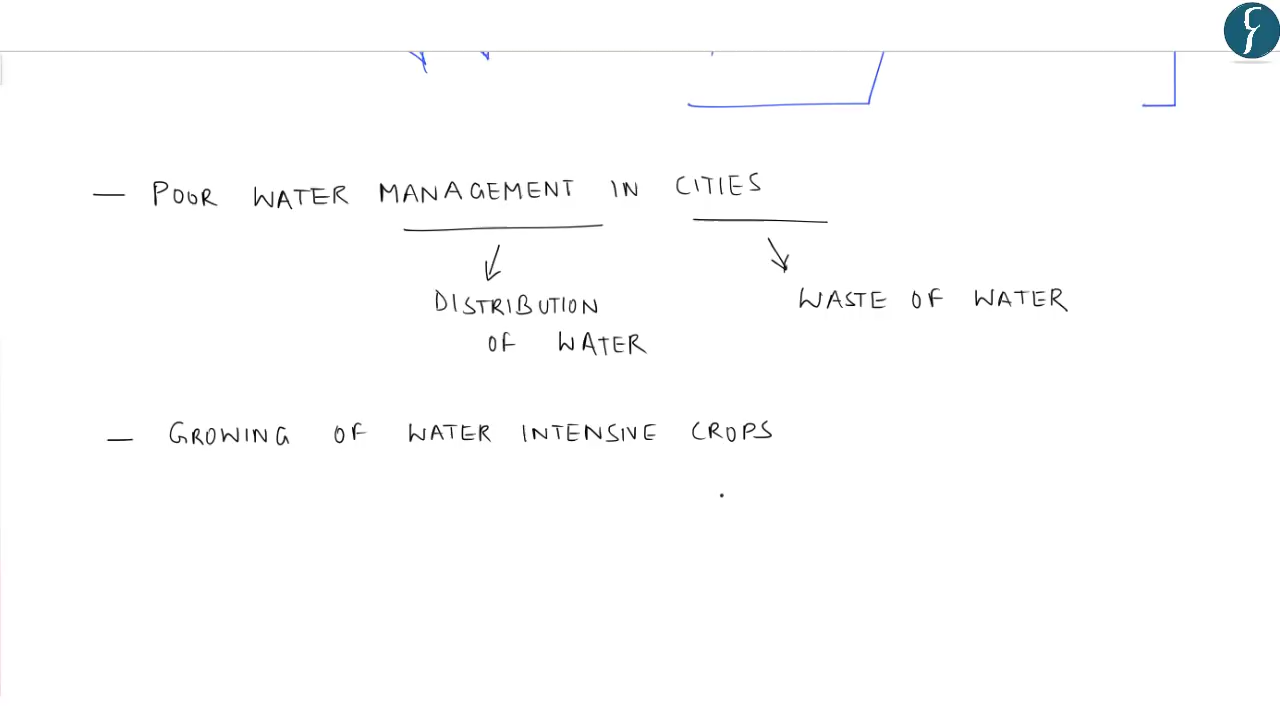 — POOR WATER MANAGEMENT IN CITIES
DISTRIBUTION OF WATER
WASTE OF WATER
— GROWING OF WATER INTENSIVE CROPS